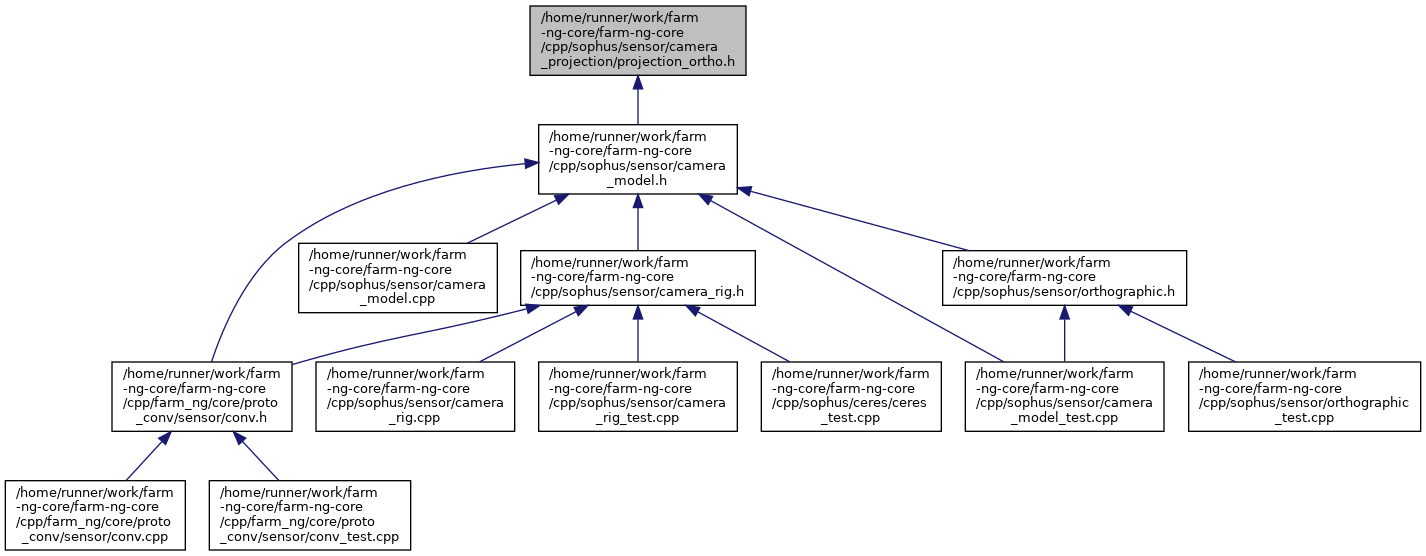 /home/runner/work/farm
-ng-core/farm-ng-core
/cpp/sophus/sensor/camera
_projection/projection_ortho.h
/home/runner/work/farm
-ng-core/farm-ng-core
/cpp/sophus/sensor/camera
_model.h
/home/runner/work/farm
-ng-core/farm-ng-core
/cpp/sophus/sensor/camera
_model.cpp
/home/runner/work/farm
-ng-core/farm-ng-core
/cpp/sophus/sensor/camera_rig.h
/home/runner/work/farm
-ng-core/farm-ng-core
/cpp/sophus/sensor/orthographic.h
/home/runner/work/farm
-ng-core/farm-ng-core
/cpp/farm_ng/core/proto
_conv/sensor/conv.h
/home/runner/work/farm
-ng-core/farm-ng-core
/cpp/sophus/sensor/camera
_rig.cpp
/home/runner/work/farm
-ng-core/farm-ng-core
/cpp/sophus/sensor/camera
_rig_test.cpp
/home/runner/work/farm
-ng-core/farm-ng-core
/cpp/sophus/ceres/ceres
_test.cpp
/home/runner/work/farm
-ng-core/farm-ng-core
/cpp/sophus/sensor/camera
_model_test.cpp
/home/runner/work/farm
-ng-core/farm-ng-core
/cpp/sophus/sensor/orthographic
_test.cpp
/home/runner/work/farm
-ng-core/farm-ng-core
/cpp/farm_ng/core/proto
_conv/sensor/conv.cpp
/home/runner/work/farm
-ng-core/farm-ng-core
/cpp/farm_ng/core/proto
_conv/sensor/conv_test.cpp